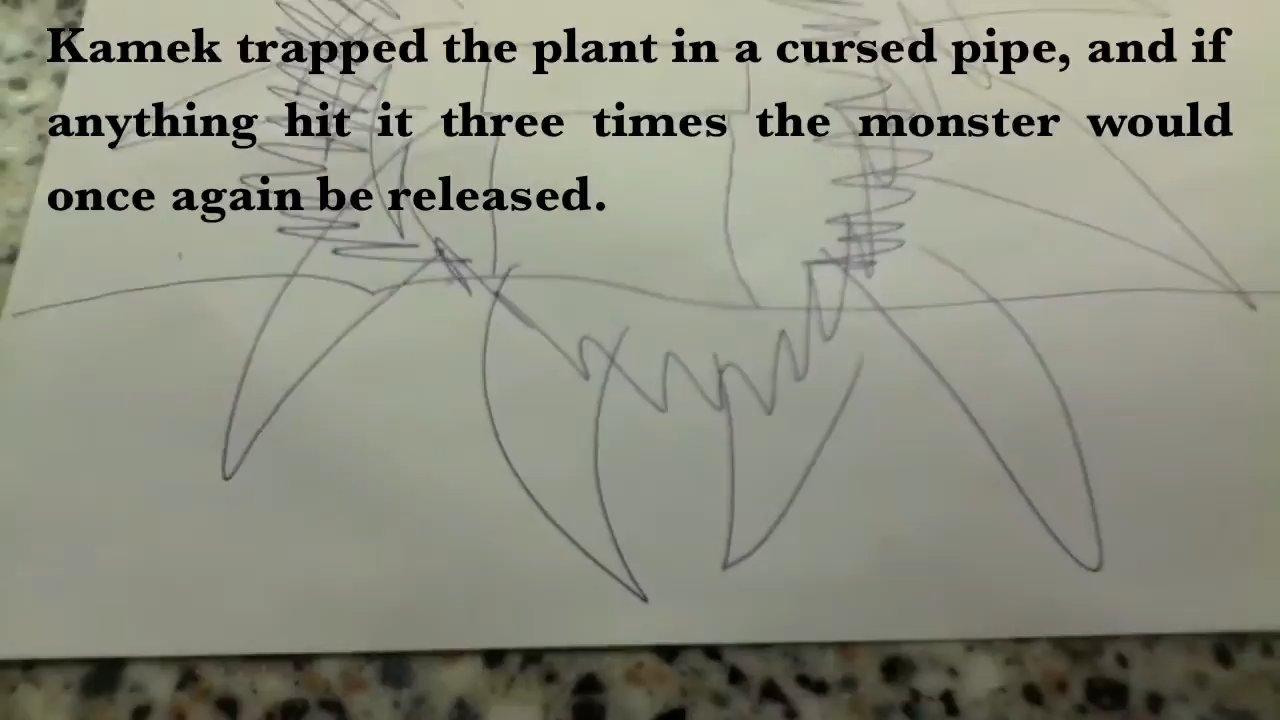 Kamek trapped the plant in a cursed pipe, and if
anything hit it three times the monster would
once again be released.